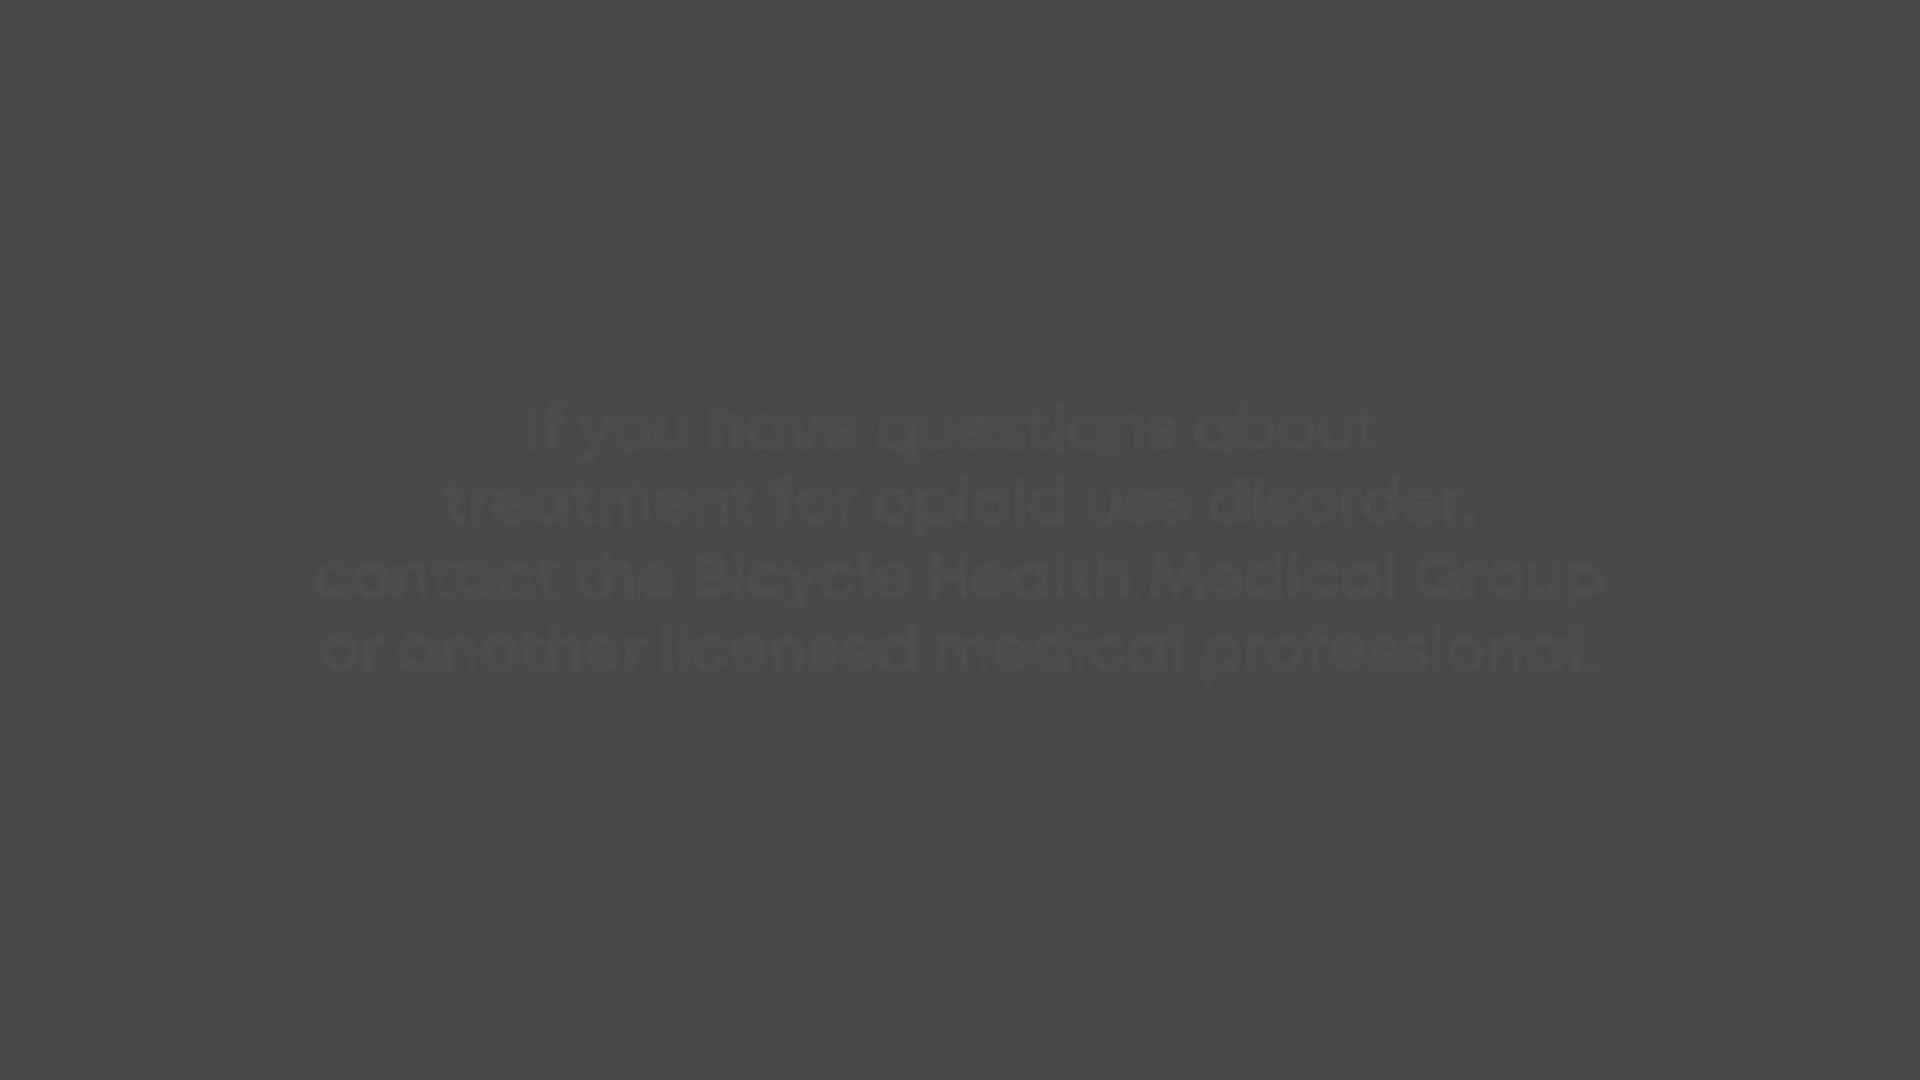 If you have questions about
treatment for opioid use disorder,
contact the Bicycle Health Medical Group
or another licensed medical professional.